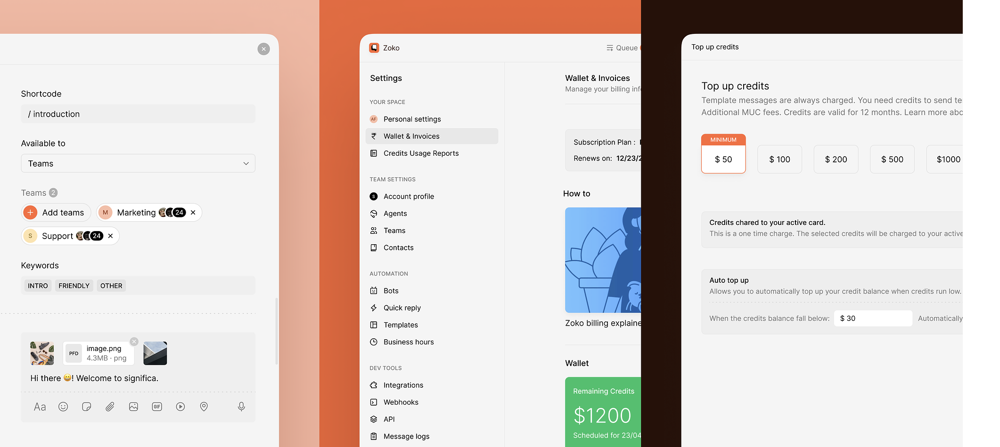 Shortcode
/ introduction
Available to
Teams
Teams 2
Add teams
M Marketing 24
S Support 24
Keywords
INTRO FRIENDLY OTHER
PFD
image.png
4.3MB · png
Hi there 😀! Welcome to significa.
Aa
GIF
Zoko
Queue
Settings
YOUR SPACE
AF Personal settings
₹ Wallet & Invoices
Credits Usage Reports
TEAM SETTINGS
S Account profile
Agents
Teams
Contacts
AUTOMATION
Bots
Quick reply
Templates
Business hours
DEV TOOLS
Integrations
Webhooks
API
Message logs
Wallet & Invoices
Manage your billing
Subscription Plan :
Renews on: 12/23/2
How to
Zoko billing explaine
Wallet
Remaining Credits
$1200
Scheduled for 23/04
Top up credits
Top up credits
Template messages are always charged. You need credits to send te
Additional MUC fees. Credits are valid for 12 months. Learn more abo
MINIMUM
$ 50
$ 100
$ 200
$ 500
$1000
Credits chared to your active card.
This is a one time charge. The selected credits will be charged to your active
Auto top up
Allows you to automatically top up your credit balance when credits run low.
When the credits balance fall below: $ 30 Automatically